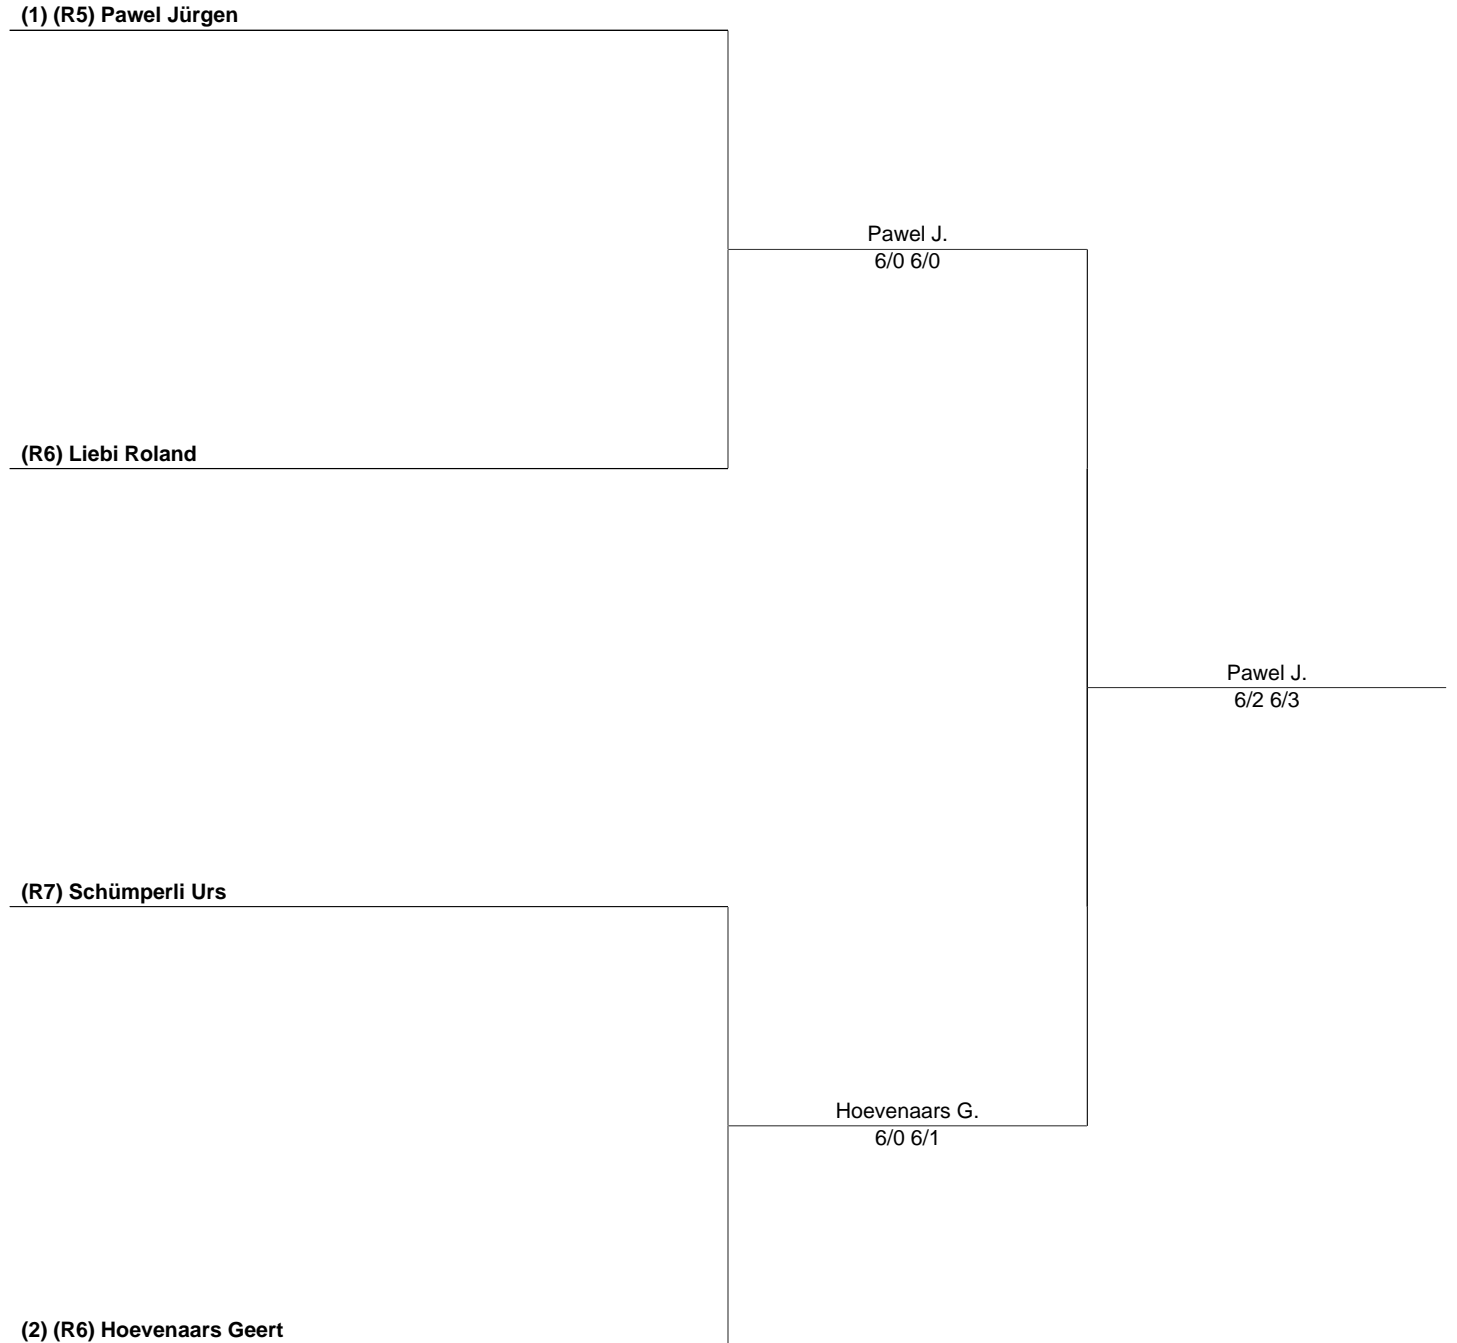 (1) (R5) Pawel Jürgen
Pawel J.
6/0 6/0
(R6) Liebi Roland
Pawel J.
6/2 6/3
(R7) Schümperli Urs
Hoevenaars G.
6/0 6/1
(2) (R6) Hoevenaars Geert